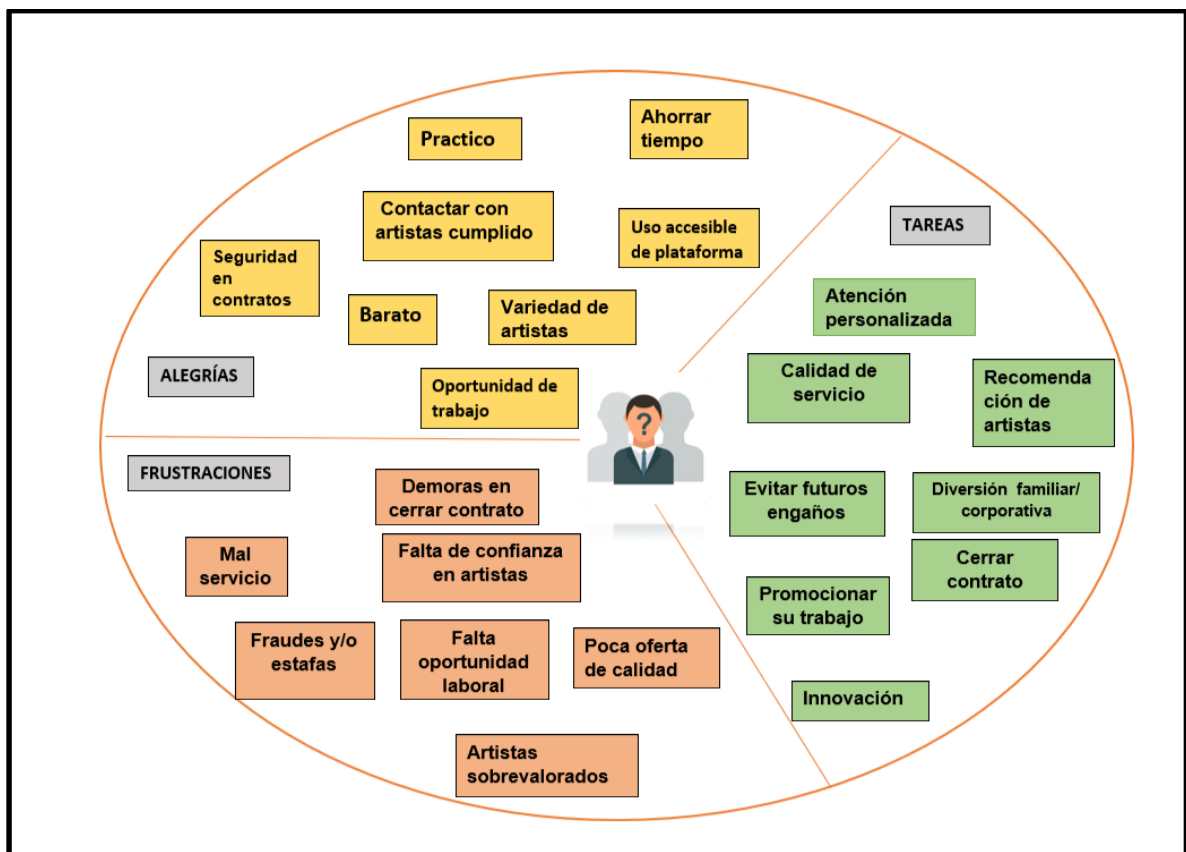 Practico
Ahorrar
tiempo
Contactar con
artistas cumplido
Uso accesible
de plataforma
Seguridad
en
contratos
Barato
Variedad de
artistas
ALEGRÍAS
Oportunidad de
trabajo
TAREAS
Atención
personalizada
Calidad de
servicio
Recomenda
ción de
artistas
Evitar futuros
engaños
Diversión familiar/
corporativa
Cerrar
contrato
Promocionar
su trabajo
Innovación
FRUSTRACIONES
Demoras en
cerrar contrato
Mal
servicio
Falta de confianza
en artistas
Fraudes y/o
estafas
Falta
oportunidad
laboral
Poca oferta
de calidad
Artistas
sobrevalorados
?